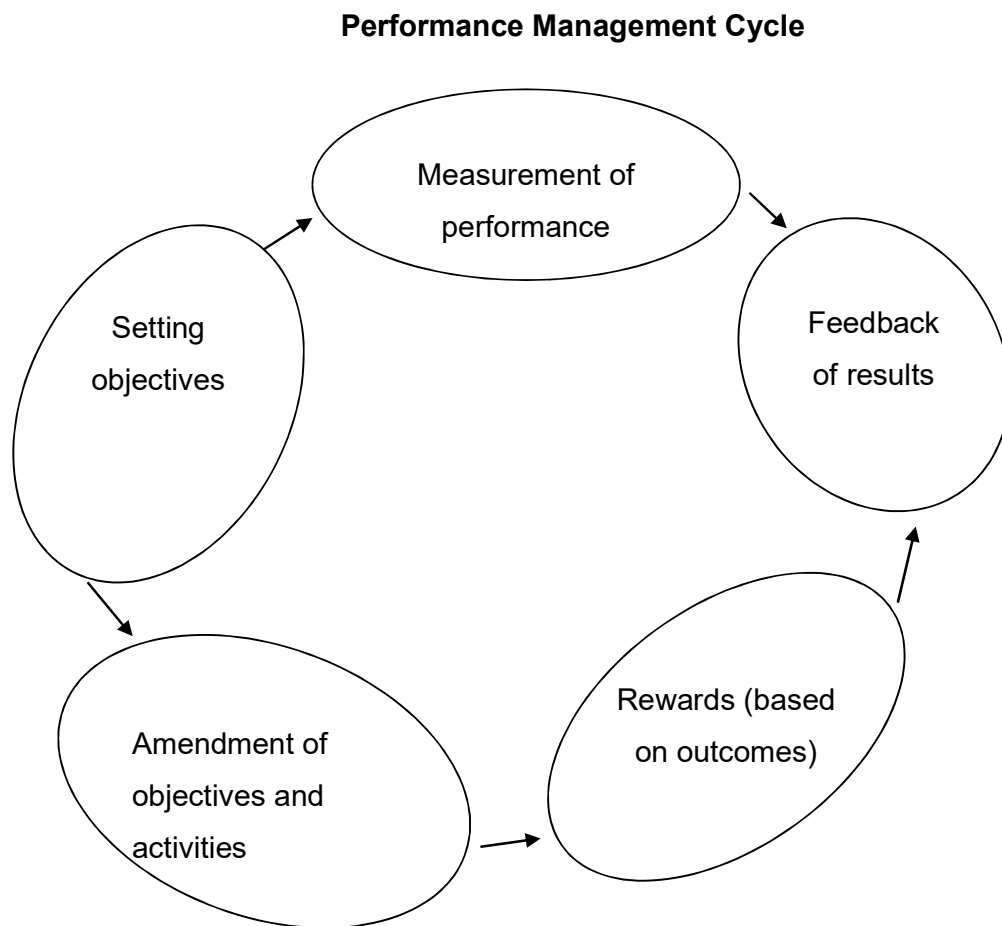 Performance Management Cycle
Measurement of
performance
Setting
objectives
Feedback
of results
Rewards (based
on outcomes)
Amendment of
objectives and
activities